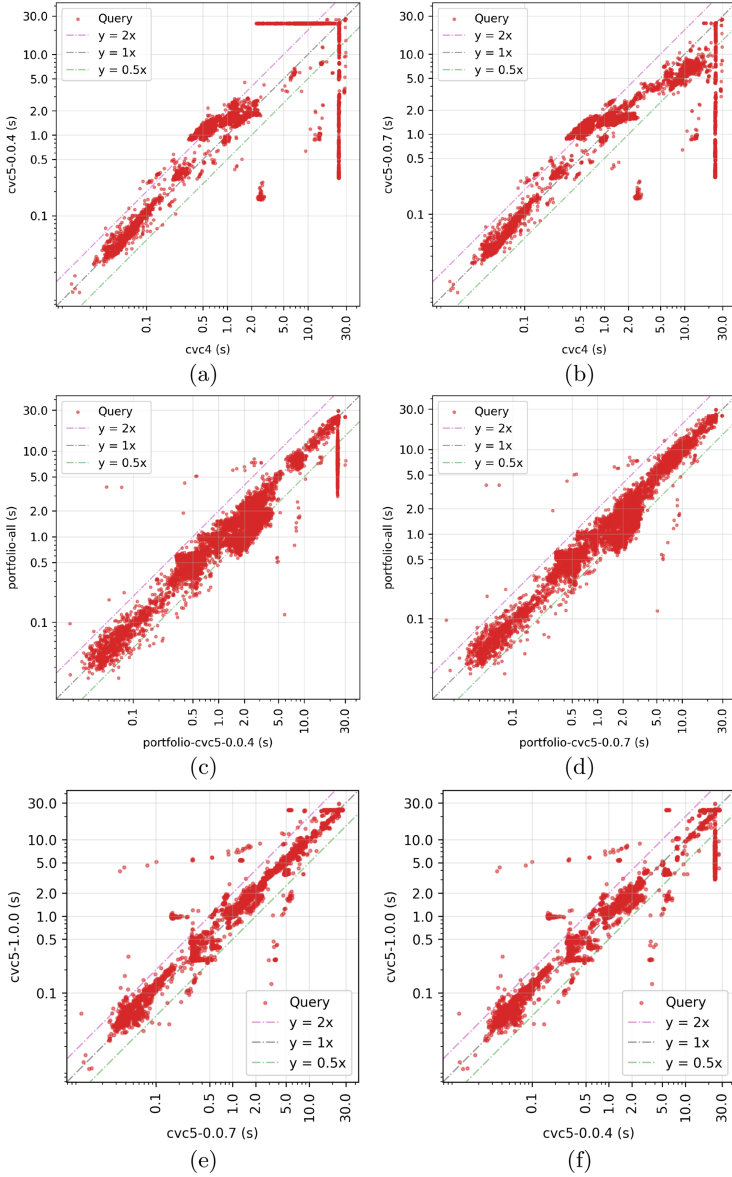 30.0
10.0
5.0
2.0
1.0
0.5
0.1
cvc5-0.0.4 (s)
Query
y = 2x
y = 1x
y = 0.5x
0.1
0.5
1.0
2.0
5.0
10.0
30.0
cvc4 (s)
(a)
30.0
10.0
5.0
2.0
1.0
0.5
0.1
cvc5-0.0.7 (s)
Query
y = 2x
y = 1x
y = 0.5x
0.1
0.5
1.0
2.0
5.0
10.0
30.0
cvc4 (s)
(b)
30.0
10.0
5.0
2.0
1.0
0.5
0.1
portfolio-all (s)
Query
y = 2x
y = 1x
y = 0.5x
0.1
0.5
1.0
2.0
5.0
10.0
30.0
portfolio-cvc5-0.0.4 (s)
(c)
30.0
10.0
5.0
2.0
1.0
0.5
0.1
portfolio-all (s)
Query
y = 2x
y = 1x
y = 0.5x
0.1
0.5
1.0
2.0
5.0
10.0
30.0
portfolio-cvc5-0.0.7 (s)
(d)
30.0
10.0
5.0
2.0
1.0
0.5
0.1
cvc5-1.0.0 (s)
Query
y = 2x
y = 1x
y = 0.5x
0.1
0.5
1.0
2.0
5.0
10.0
30.0
cvc5-0.0.7 (s)
(e)
30.0
10.0
5.0
2.0
1.0
0.5
0.1
cvc5-1.0.0 (s)
Query
y = 2x
y = 1x
y = 0.5x
0.1
0.5
1.0
2.0
5.0
10.0
30.0
cvc5-0.0.4 (s)
(f)